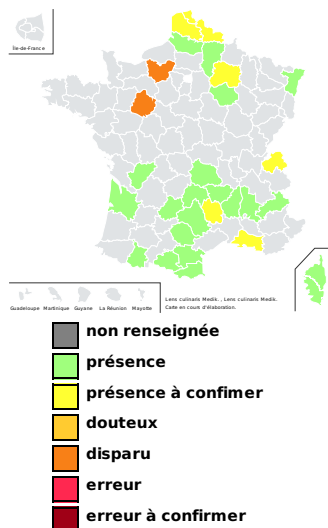 Île-de-France
Guadeloupe Martinique Guyane La Réunion Mayotte
Lens culinaris Medik. , Lens culinaris Medik.
Carte en cours d'élaboration.
non renseignée
présence
présence à confimer
douteux
disparu
erreur
erreur à confirmer